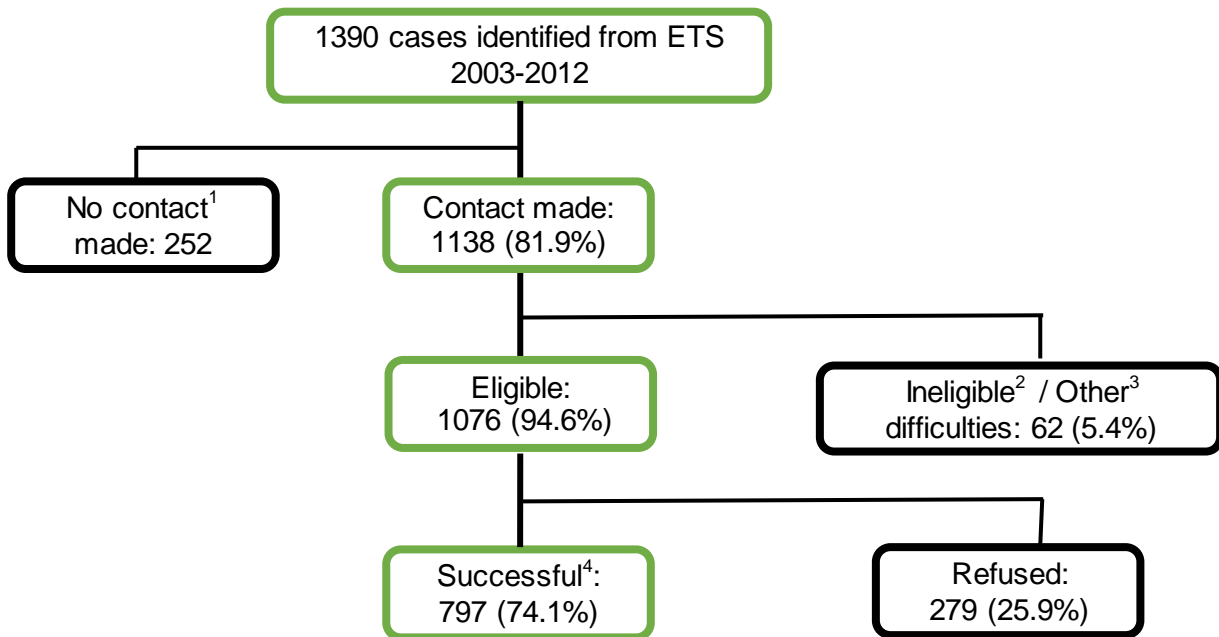 1390 cases identified from ETS
2003-2012
No contact¹
made: 252
Contact made:
1138 (81.9%)
Eligible:
1076 (94.6%)
Ineligible² / Other³
difficulties: 62 (5.4%)
Successful⁴:
797 (74.1%)
Refused:
279 (25.9%)